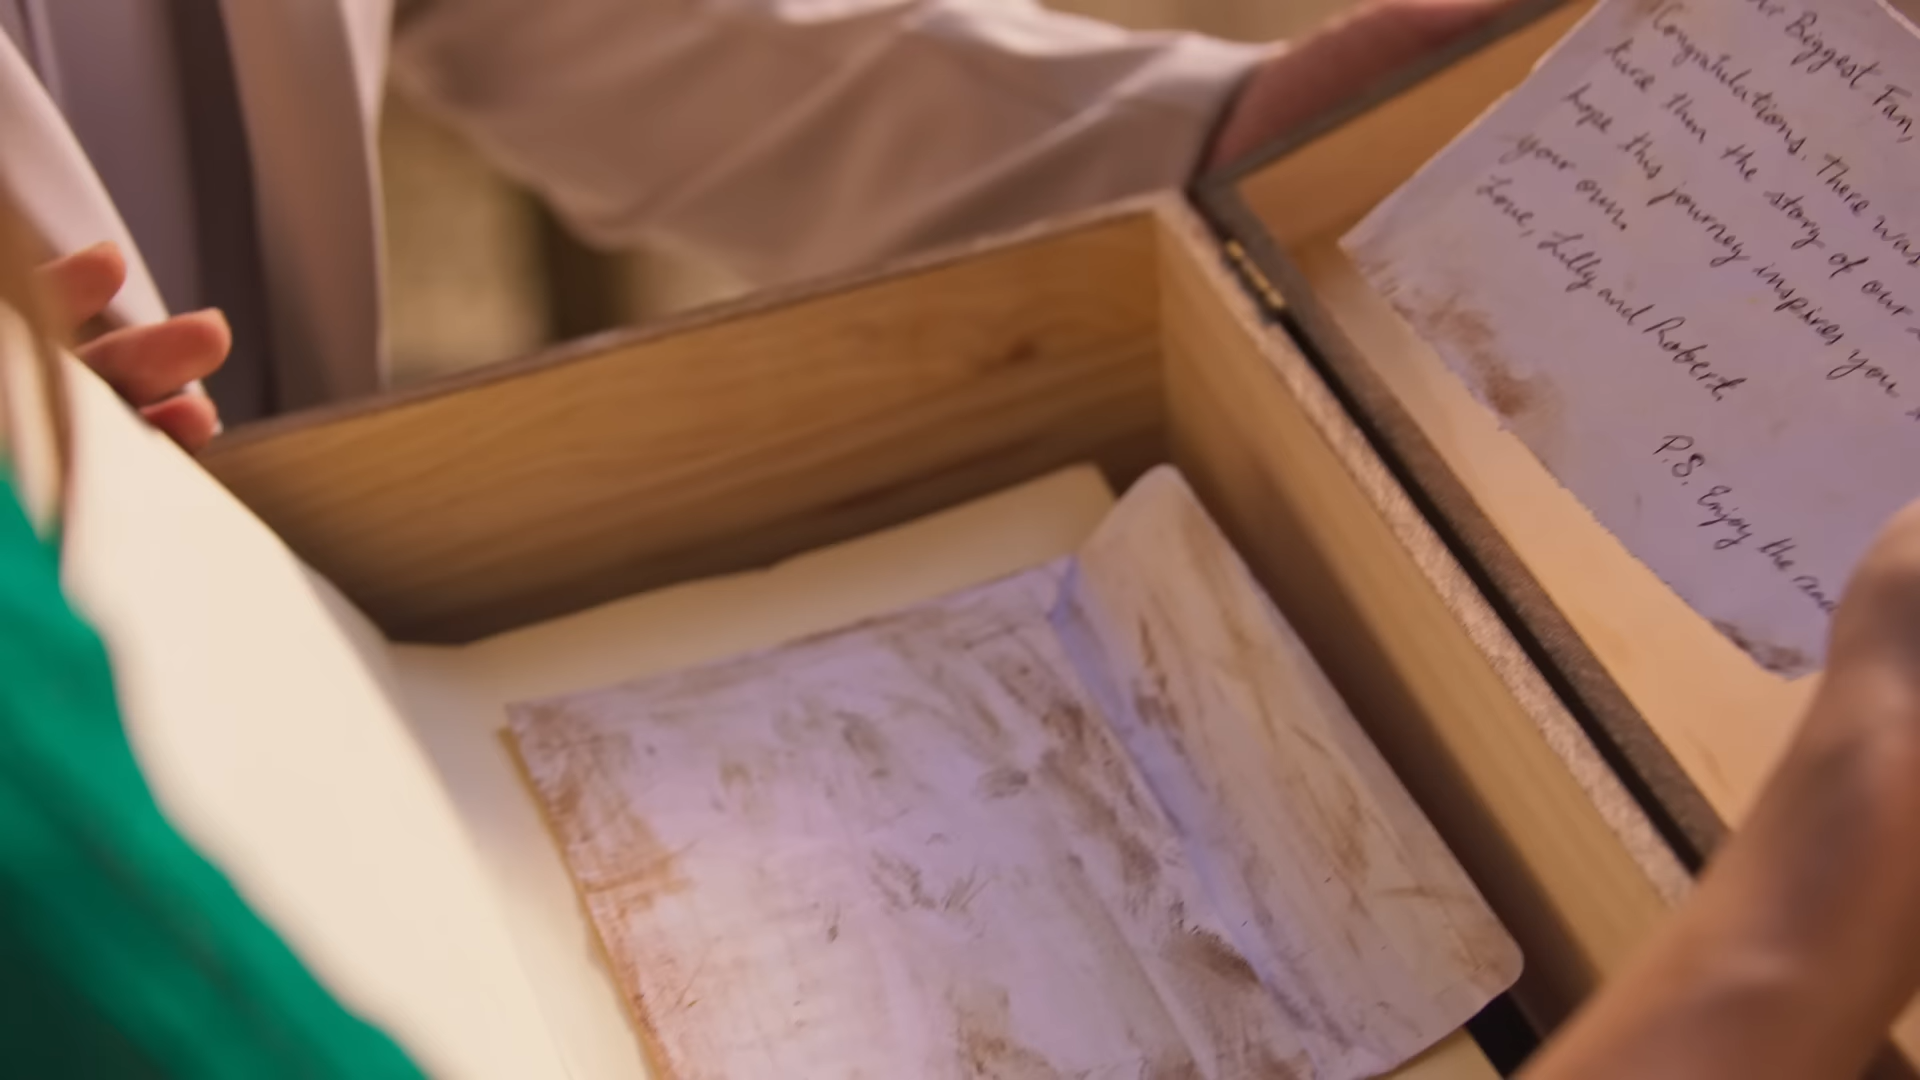 Biggest Fan,
Congratulations. There was
than the story of our
hope this journey inspires you
your own.
Love, Lilly and Robert.
P.S. Enjoy the